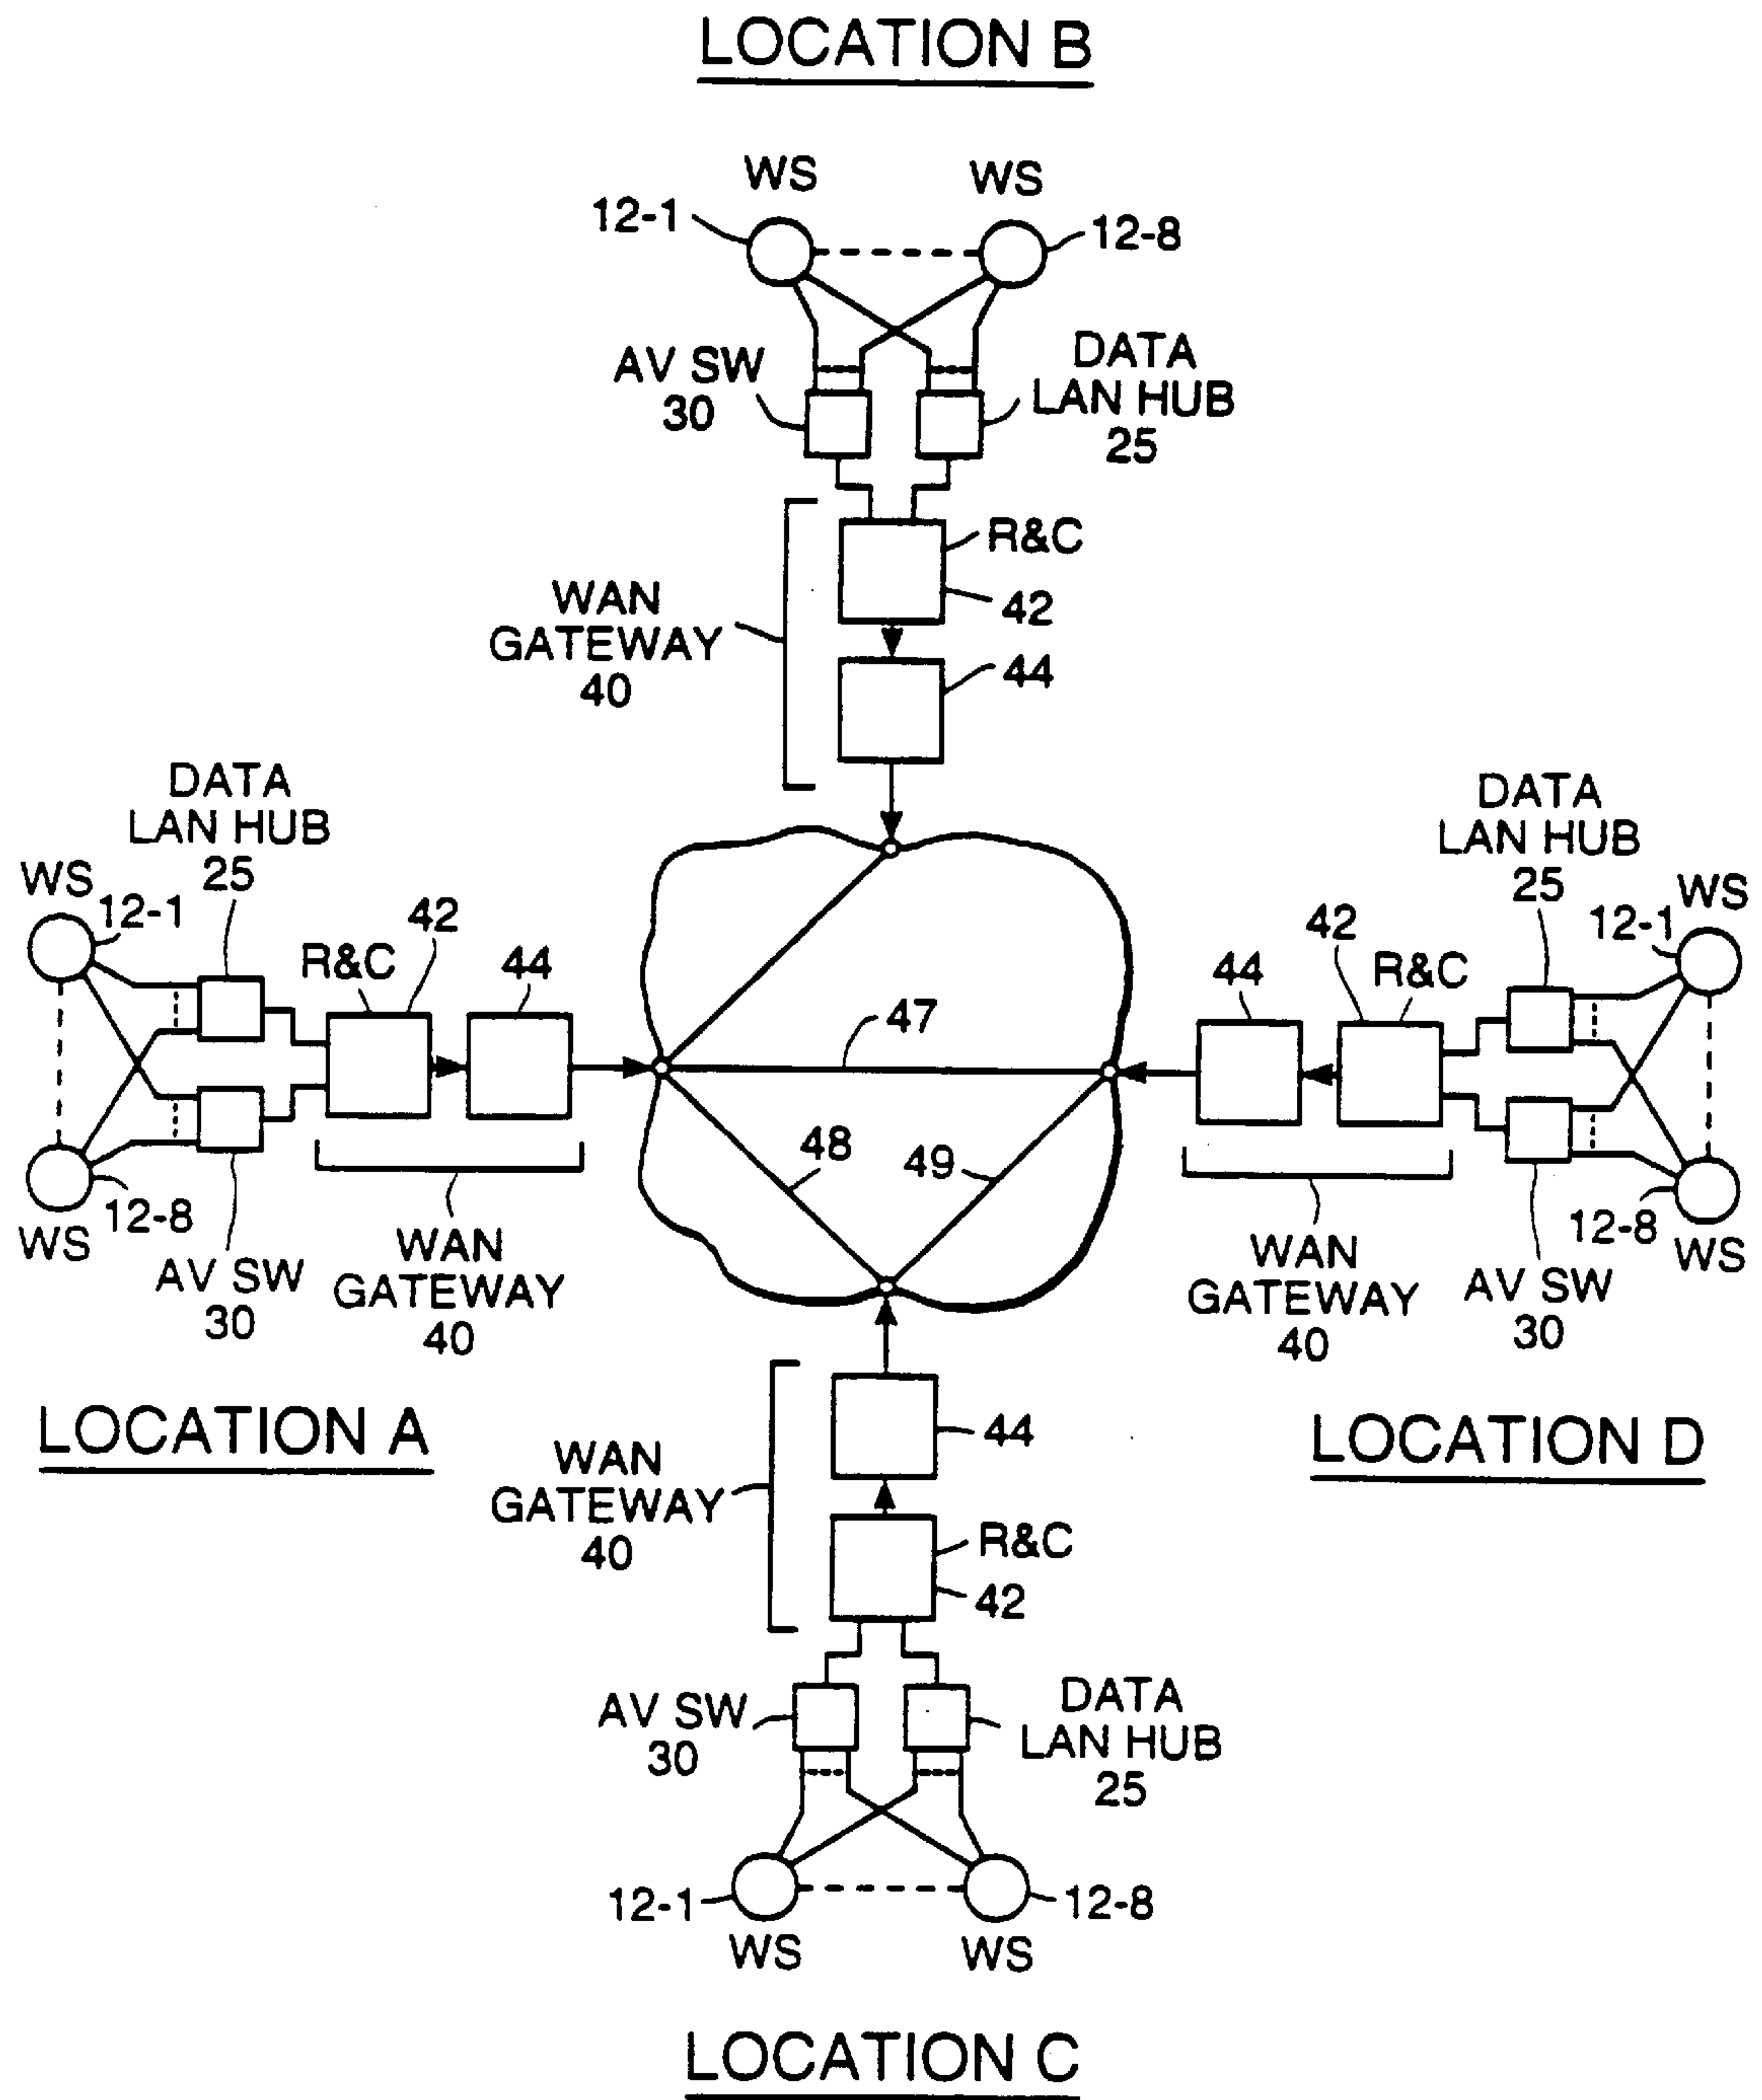 LOCATION B
WS
WS
12-1
12-8
AV SW
30
DATA
LAN HUB
25
R&C
42
WAN
GATEWAY
40
44
DATA
LAN HUB
25
WS
12-1
42
R&C
44
12-8
WS
AV SW
30
WAN
GATEWAY
40
LOCATION A
47
48
49
DATA
LAN HUB
25
WS
12-1
42
R&C
44
12-8
WS
AV SW
30
WAN
GATEWAY
40
LOCATION D
44
WAN
GATEWAY
40
R&C
42
AV SW
30
DATA
LAN HUB
25
12-1
12-8
WS
WS
LOCATION C